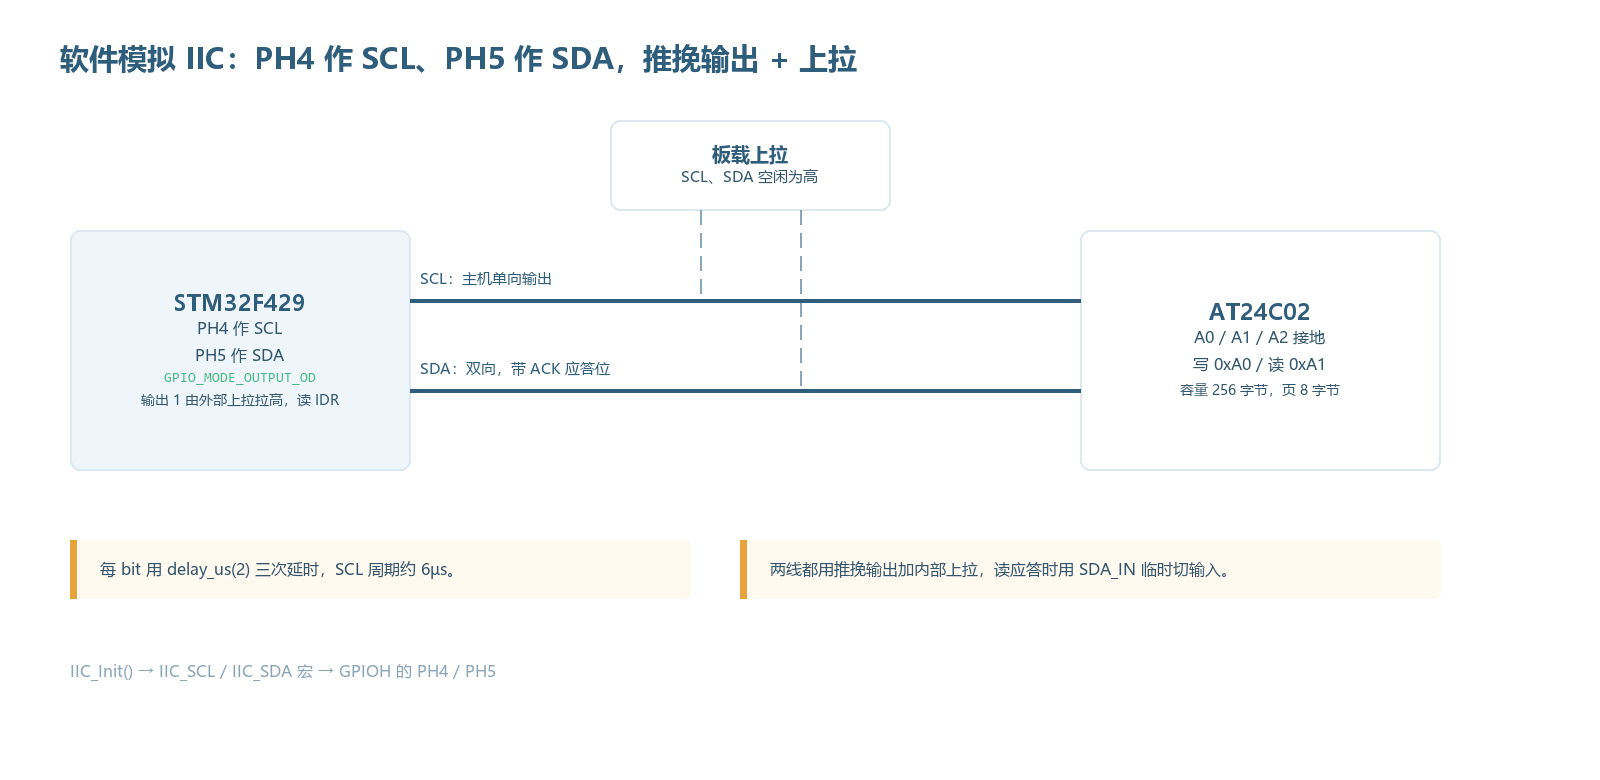 软件模拟 IIC：PH4 作 SCL、PH5 作 SDA，推挽输出 + 上拉
板载上拉
SCL、SDA 空闲为高
SCL：主机单向输出
STM32F429
PH4 作 SCL
PH5 作 SDA
GPIO_MODE_OUTPUT_OD
输出 1 由外部上拉拉高，读 IDR
SDA：双向，带 ACK 应答位
AT24C02
A0 / A1 / A2 接地
写 0xA0 / 读 0xA1
容量 256 字节，页 8 字节
每 bit 用 delay_us(2) 三次延时，SCL 周期约 6μs。
两线都用推挽输出加内部上拉，读应答时用 SDA_IN 临时切输入。
IIC_Init() → IIC_SCL / IIC_SDA 宏 → GPIOH 的 PH4 / PH5